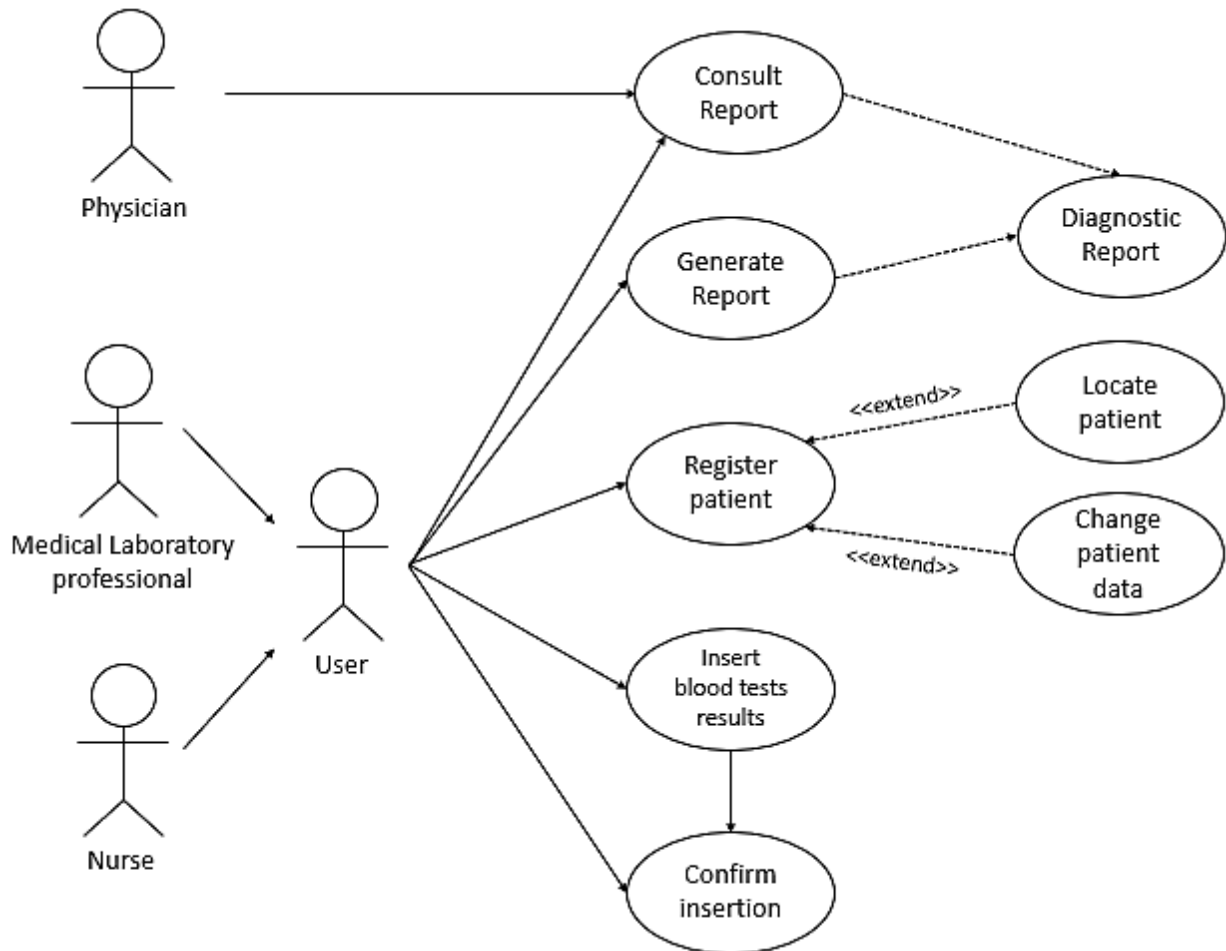 Consult
Report
Physician
Diagnostic
Report
Generate
Report
Locate
patient
<<extend>>
Register
patient
Medical Laboratory
professional
Change
patient
data
<<extend>>
User
Insert
blood tests
results
Nurse
Confirm
insertion